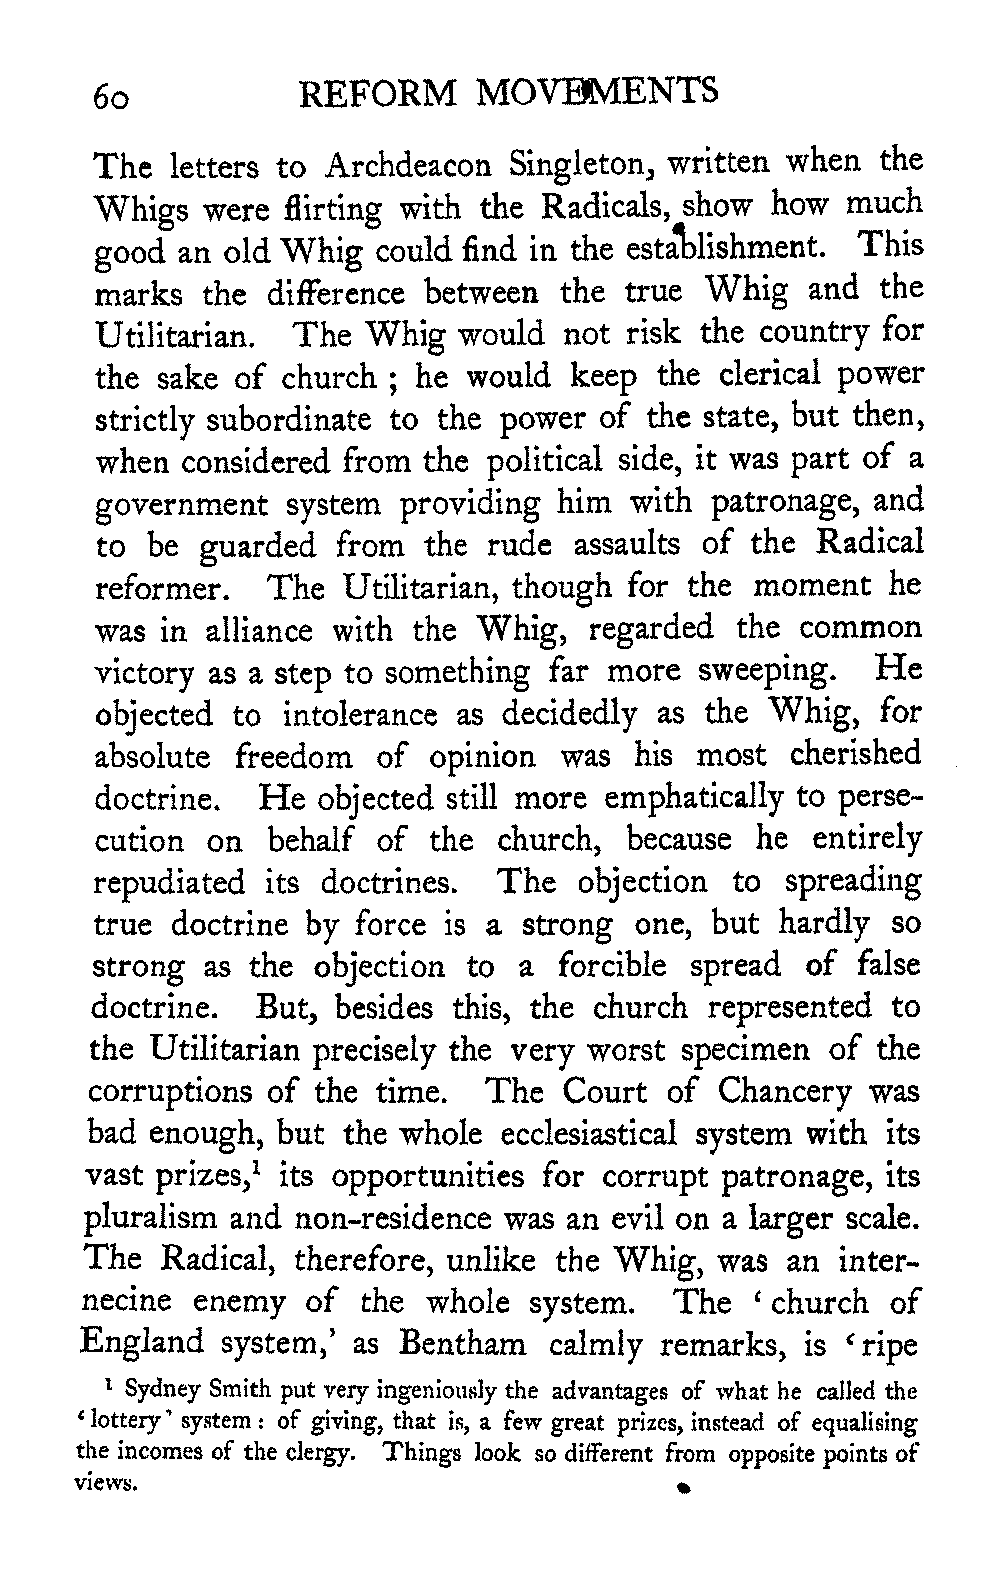 60 REFORM MOVEMENTS
The letters to Archdeacon Singleton, written when the
Whigs were flirting with the Radicals, show how much
good an old Whig could find in the establishment. This
marks the difference between the true Whig and the
Utilitarian. The Whig would not risk the country for
the sake of church ; he would keep the clerical power
strictly subordinate to the power of the state, but then,
when considered from the political side, it was part of a
government system providing him with patronage, and
to be guarded from the rude assaults of the Radical
reformer. The Utilitarian, though for the moment he
was in alliance with the Whig, regarded the common
victory as a step to something far more sweeping. He
objected to intolerance as decidedly as the Whig, for
absolute freedom of opinion was his most cherished
doctrine. He objected still more emphatically to perse-
cution on behalf of the church, because he entirely
repudiated its doctrines. The objection to spreading
true doctrine by force is a strong one, but hardly so
strong as the objection to a forcible spread of false
doctrine. But, besides this, the church represented to
the Utilitarian precisely the very worst specimen of the
corruptions of the time. The Court of Chancery was
bad enough, but the whole ecclesiastical system with its
vast prizes,¹ its opportunities for corrupt patronage, its
pluralism and non-residence was an evil on a larger scale.
The Radical, therefore, unlike the Whig, was an inter-
necine enemy of the whole system. The ‘ church of
England system,’ as Bentham calmly remarks, is ‘ ripe
¹ Sydney Smith put very ingeniously the advantages of what he called the
‘ lottery ’ system : of giving, that is, a few great prizes, instead of equalising
the incomes of the clergy. Things look so different from opposite points of
views.